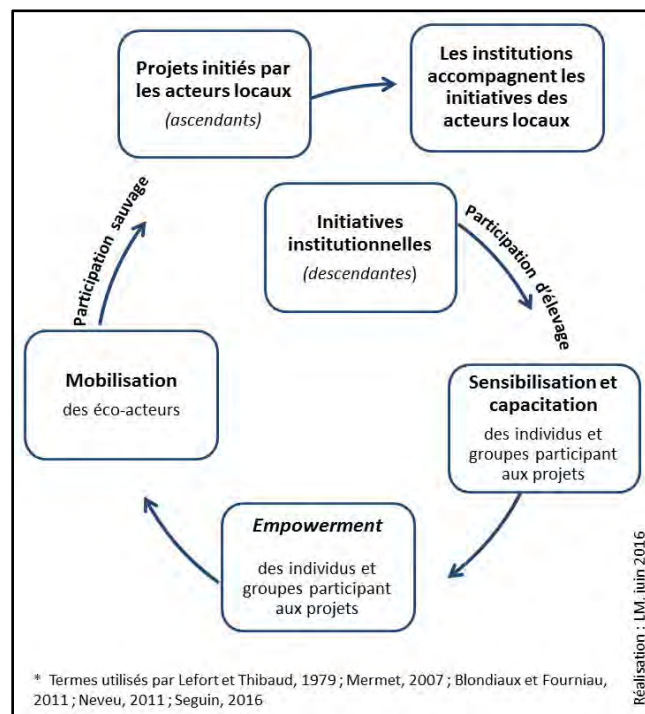 Projets initiés par
les acteurs locaux
(ascendants)
Les institutions
accompagnent les
initiatives des
acteurs locaux
Initiatives
institutionnelles
(descendantes)
Participation d'élevage
Sensibilisation et
capacitation
des individus et
groupes participant
aux projets
Empowerment
des individus et
groupes participant
aux projets
Mobilisation
des éco-acteurs
Participation sauvage
* Termes utilisés par Lefort et Thibaud, 1979 ; Mermet, 2007 ; Blondiaux et Fourniau,
2011 ; Neveu, 2011 ; Seguin, 2016
Réalisation : LM, juin 2016